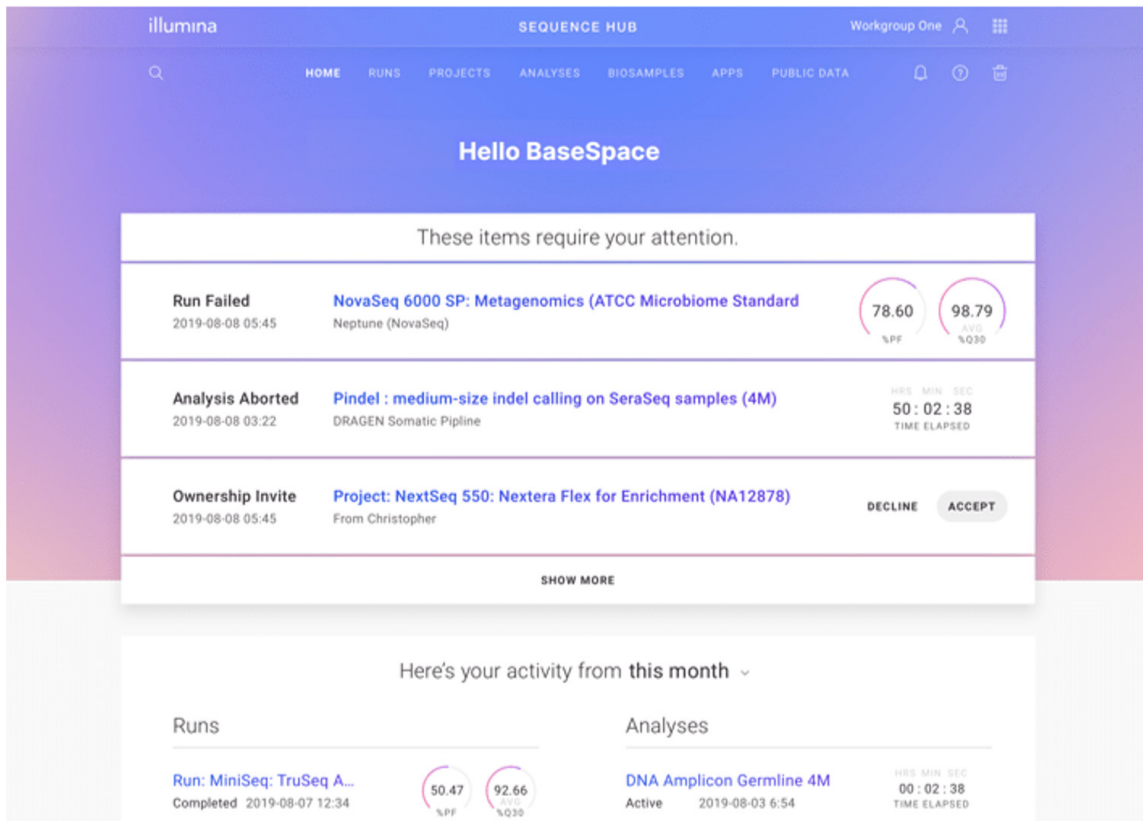 illumina
SEQUENCE HUB
Workgroup One
HOME RUNS PROJECTS ANALYSES BIOSAMPLES APPS PUBLIC DATA
Hello BaseSpace
These items require your attention.
Run Failed
2019-08-08 05:45
NovaSeq 6000 SP: Metagenomics (ATCC Microbiome Standard
Neptune (NovaSeq)
78.60
%PF
98.79
AVG
%Q30
Analysis Aborted
2019-08-08 03:22
Pindel : medium-size indel calling on SeraSeq samples (4M)
DRAGEN Somatic Pipline
HRS MIN SEC
50 : 02 : 38
TIME ELAPSED
Ownership Invite
2019-08-08 05:45
Project: NextSeq 550: Nextera Flex for Enrichment (NA12878)
From Christopher
DECLINE
ACCEPT
SHOW MORE
Here's your activity from this month
Runs
Run: MiniSeq: TruSeq A...
Completed 2019-08-07 12:34
50.47
%PF
92.66
AVG
%Q30
Analyses
DNA Amplicon Germline 4M
Active 2019-08-03 6:54
HRS MIN SEC
00 : 02 : 38
TIME ELAPSED